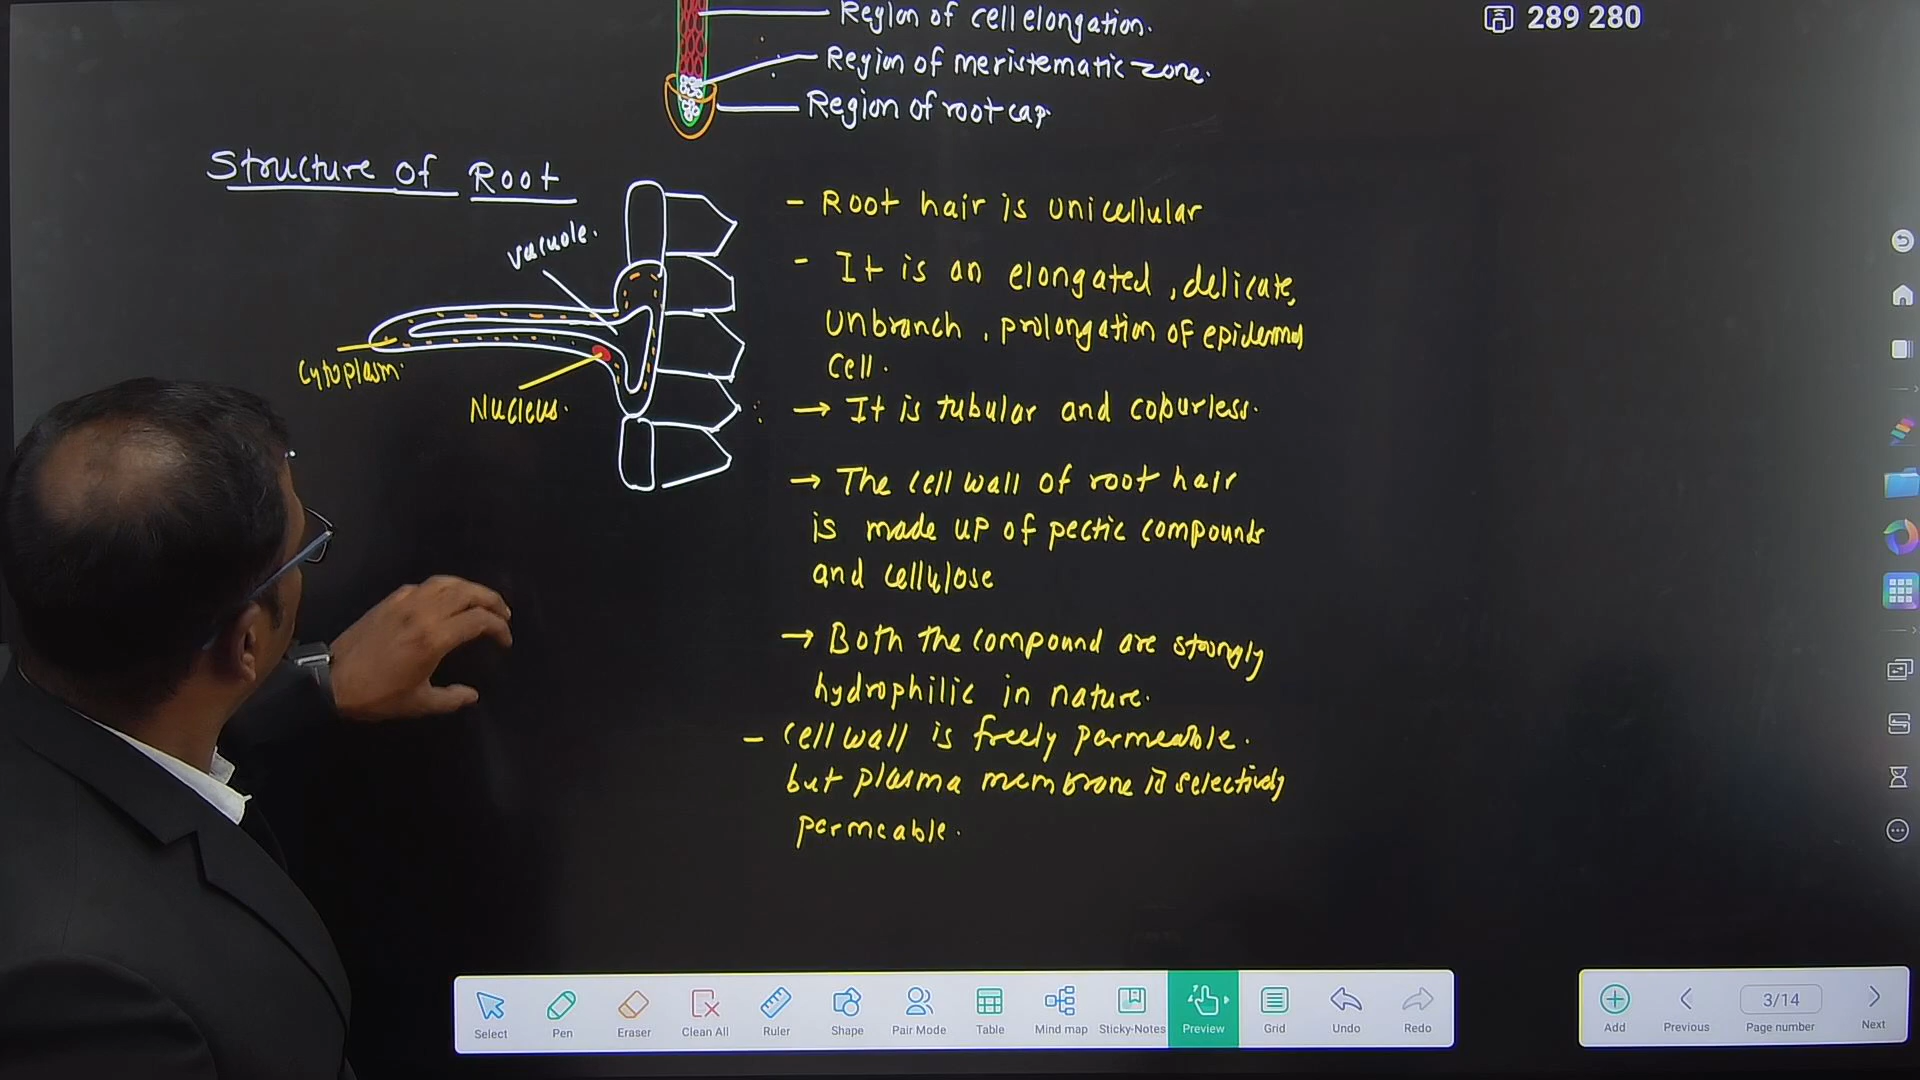 Region of cell elongation.
289 280
Region of meristematic zone.
Region of root cap.
Structure of Root
vacuole.
- Root hair is unicellular
- It is an elongated, delicate,
unbranch, prolongation of epidermal
cell.
Cytoplasm.
Nucleus.
→ It is tubular and colourless.
→ The cell wall of root hair
is made up of pectic compounds
and cellulose
→ Both the compound are strongly
hydrophilic in nature.
- cell wall is freely permeable.
but plasma membrane is selectively
permeable.
Select
Pen
Eraser
Clean All
Ruler
Shape
Pair Mode
Table
Mind map
Sticky-Notes
Preview
Grid
Undo
Redo
Add
Previous
3/14
Page number
Next